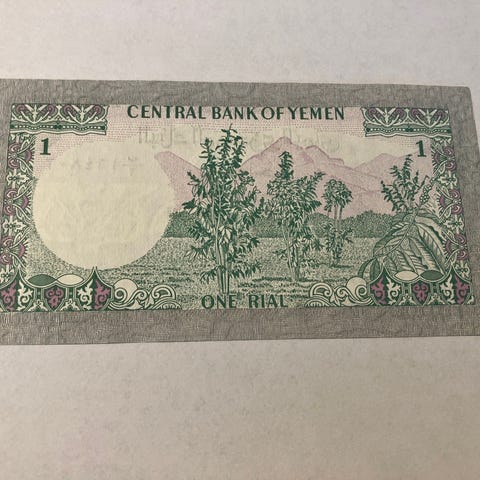 CENTRAL BANK OF YEMEN
1 1
ONE RIAL